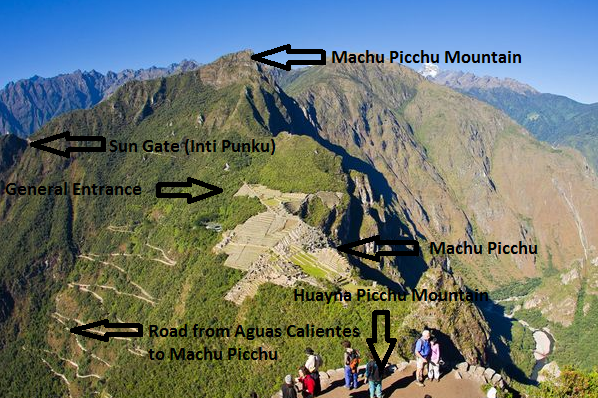 Machu Picchu Mountain
Sun Gate (Inti Punku)
General Entrance
Machu Picchu
Huayna Picchu Mountain
Road from Aguas Calientes
to Machu Picchu